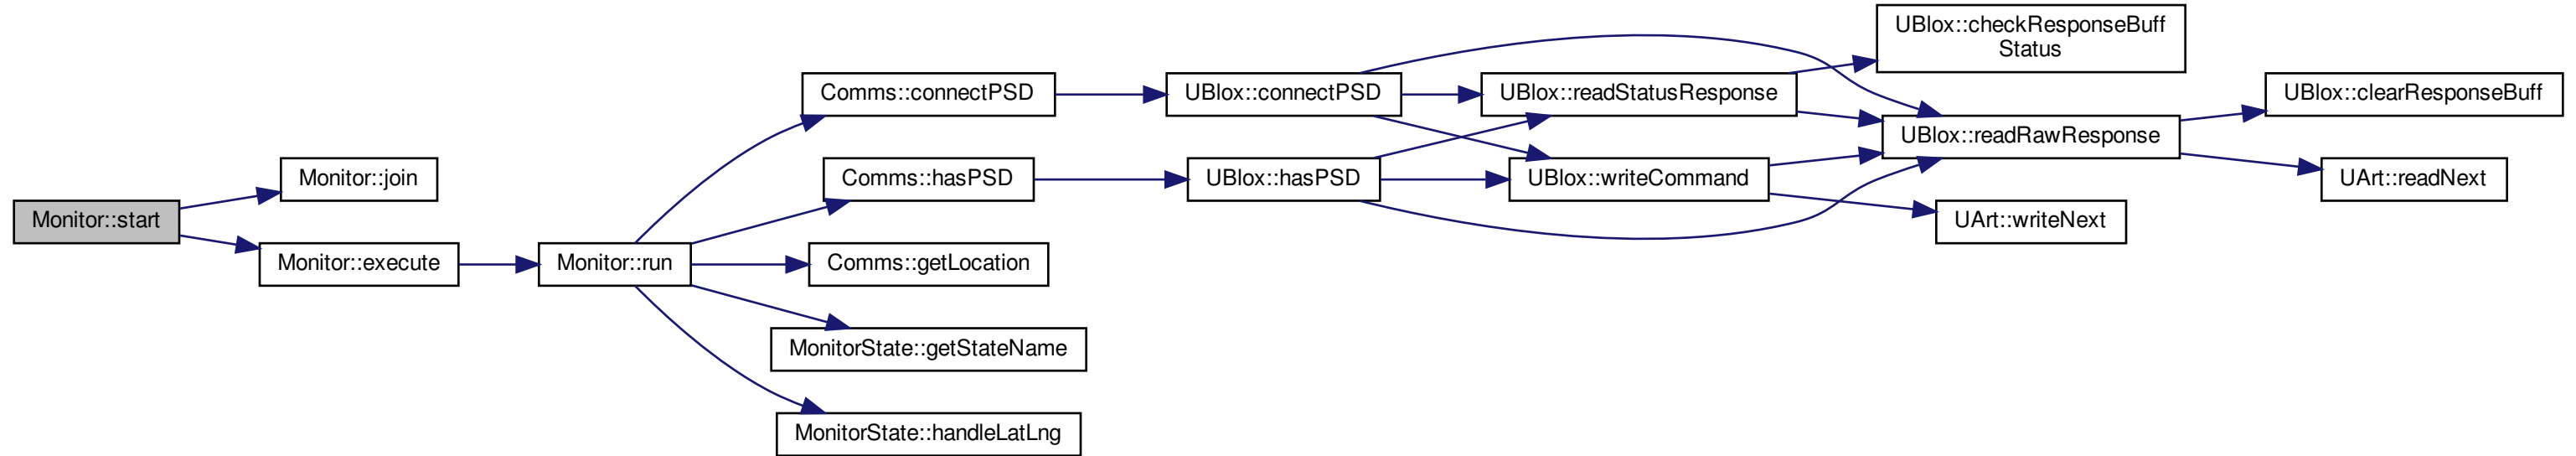 Monitor::start
Monitor::join
Monitor::execute
Monitor::run
Comms::connectPSD
Comms::hasPSD
Comms::getLocation
MonitorState::getStateName
MonitorState::handleLatLng
UBlox::connectPSD
UBlox::hasPSD
UBlox::readStatusResponse
UBlox::writeCommand
UBlox::checkResponseBuff
Status
UBlox::readRawResponse
UArt::writeNext
UBlox::clearResponseBuff
UArt::readNext